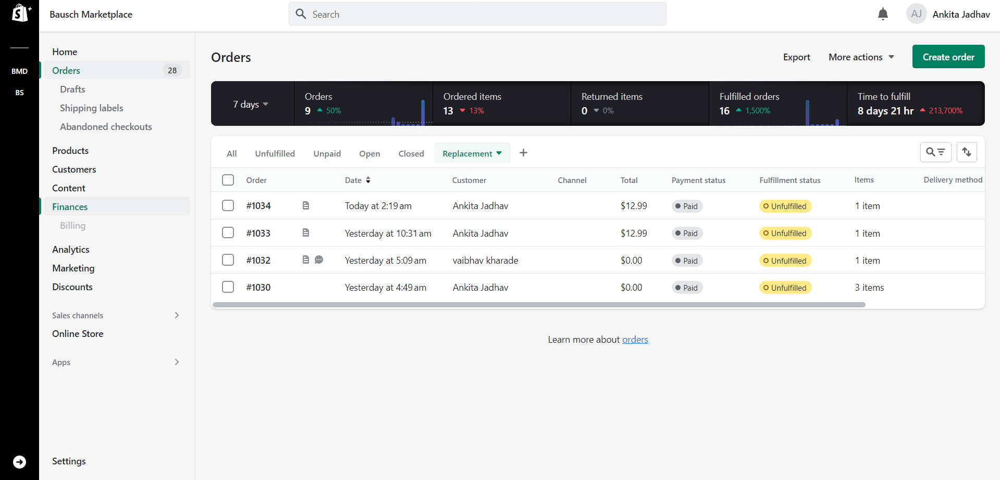 S+
Bausch Marketplace
Search
AJ
Ankita Jadhav
BMD
BS
Home
Orders 28
Drafts
Shipping labels
Abandoned checkouts
Products
Customers
Content
Finances
Billing
Analytics
Marketing
Discounts
Sales channels
Online Store
Apps
Settings
Orders
Export
More actions
Create order
7 days
Orders
9 50%
Ordered items
13 13%
Returned items
0 0%
Fulfilled orders
16 1,500%
Time to fulfill
8 days 21 hr 213,700%
All Unfulfilled Unpaid Open Closed Replacement
Order Date Customer Channel Total Payment status Fulfillment status Items Delivery method
#1034 Today at 2:19 am Ankita Jadhav $12.99 Paid Unfulfilled 1 item
#1033 Yesterday at 10:31 am Ankita Jadhav $12.99 Paid Unfulfilled 1 item
#1032 Yesterday at 5:09 am vaibhav kharade $0.00 Paid Unfulfilled 1 item
#1030 Yesterday at 4:49 am Ankita Jadhav $0.00 Paid Unfulfilled 3 items
Learn more about orders